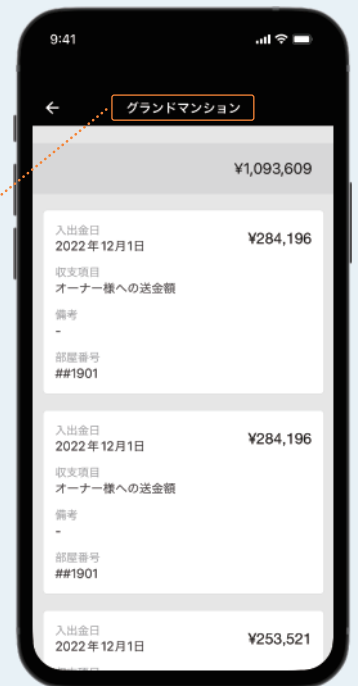 9:41
グランドマンション
¥1,093,609
入出金日
2022年12月1日
¥284,196
収支項目
オーナー様への送金額
備考
-
部屋番号
##1901
入出金日
2022年12月1日
¥284,196
収支項目
オーナー様への送金額
備考
-
部屋番号
##1901
入出金日
2022年12月1日
¥253,521